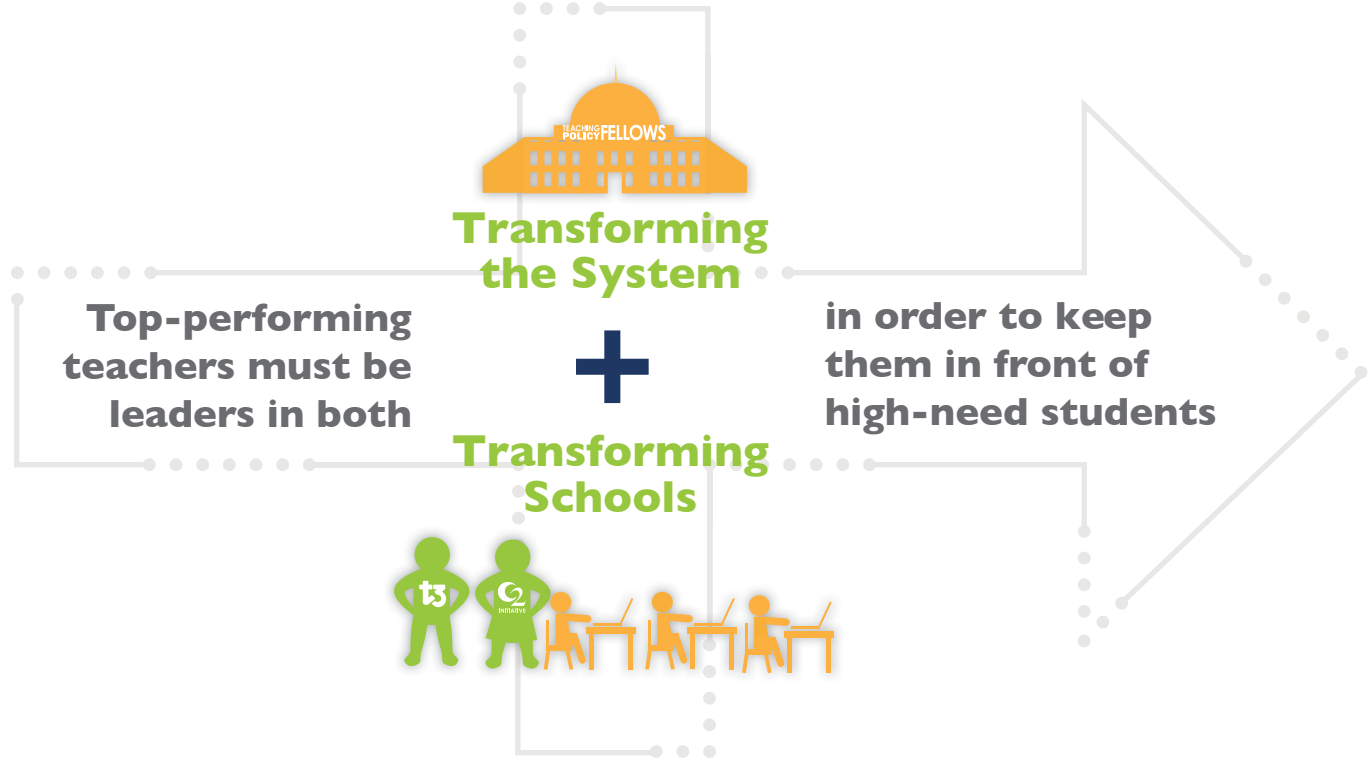 TEACHING
POLICY FELLOWS
Transforming
the System
Top-performing
teachers must be
leaders in both
+
in order to keep
them in front of
high-need students
Transforming
Schools
t3
C2
INITIATIVE